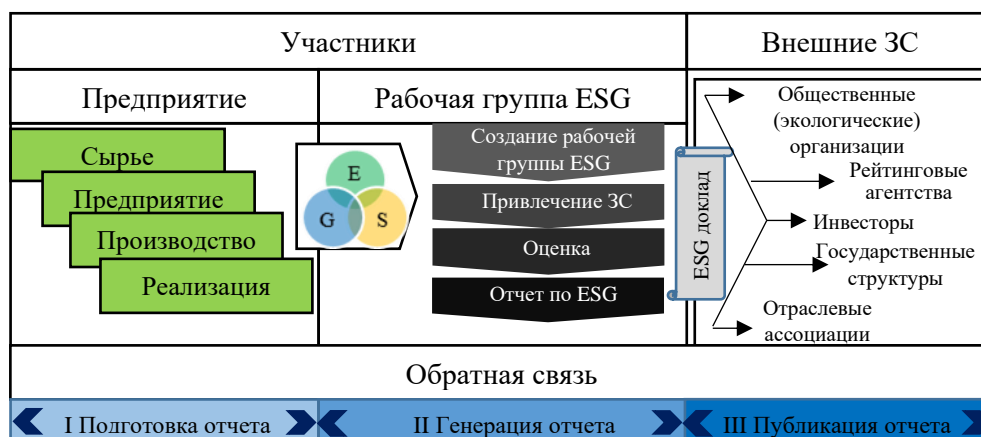 Участники
Внешние ЗС
Предприятие
Рабочая группа ESG
Сырье
Предприятие
Производство
Реализация
E
G
S
Создание рабочей
группы ESG
Привлечение ЗС
Оценка
Отчет по ESG
ESG доклад
Общественные
(экологические)
организации
Рейтинговые
агентства
Инвесторы
Государственные
структуры
Отраслевые
ассоциации
Обратная связь
I Подготовка отчета
II Генерация отчета
III Публикация отчета